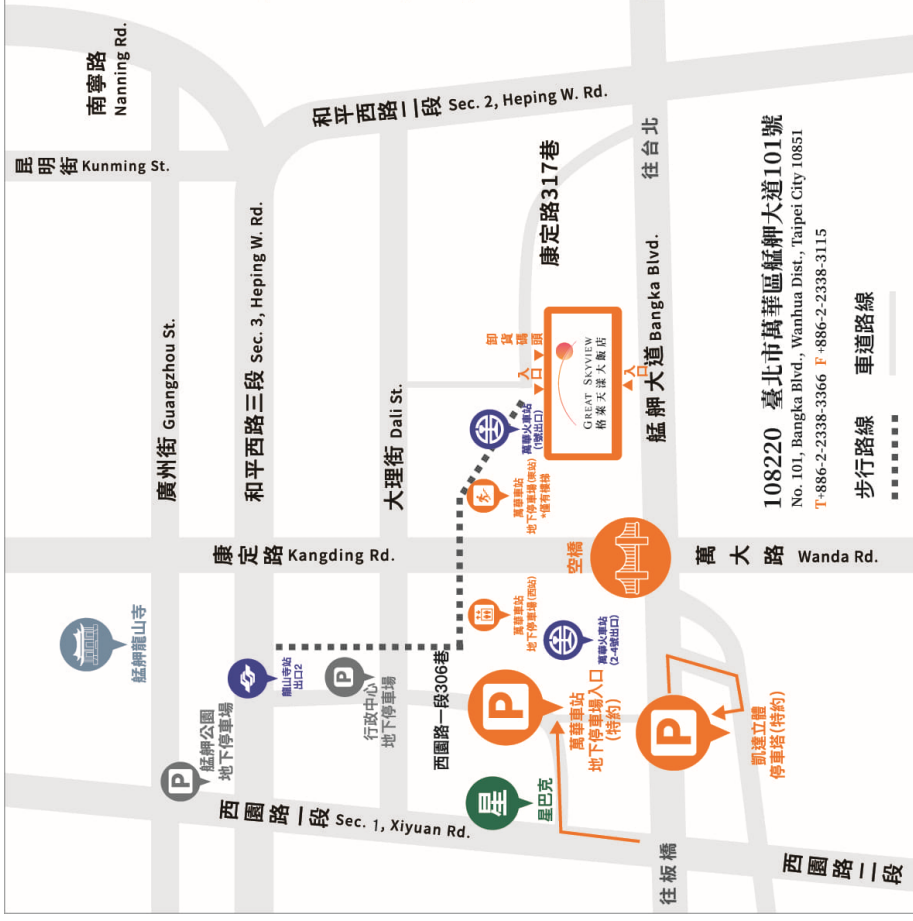 南寧路
Nanning Rd.
昆明街 Kunming St.
和平西路二段 Sec. 2, Heping W. Rd.
廣州街 Guangzhou St.
和平西路三段 Sec. 3, Heping W. Rd.
大理街 Dali St.
康定路317巷
往台北
艋舺大道 Bangka Blvd.
卸貨碼頭
入口
GREAT SKYVIEW
格萊天漾大飯店
入口
萬華火車站
(1號出口)
萬華車站
地下停車場(東站)
*僅有樓梯
康定路 Kangding Rd.
空橋
萬大路 Wanda Rd.
艋舺龍山寺
龍山寺站
出口2
P
行政中心
地下停車場
P
艋舺公園
地下停車場
西園路一段306巷
萬華車站
地下停車場(西站)
萬華火車站
(2-4號出口)
P
萬華車站
地下停車場入口
(特約)
P
凱達立體
停車塔(特約)
星
星巴克
西園路一段 Sec. 1, Xiyuan Rd.
往板橋
西園路二段
108220 臺北市萬華區艋舺大道101號
No. 101, Bangka Blvd., Wanhua Dist., Taipei City 10851
T+886-2-2338-3366 F +886-2-2338-3115
步行路線
車道路線